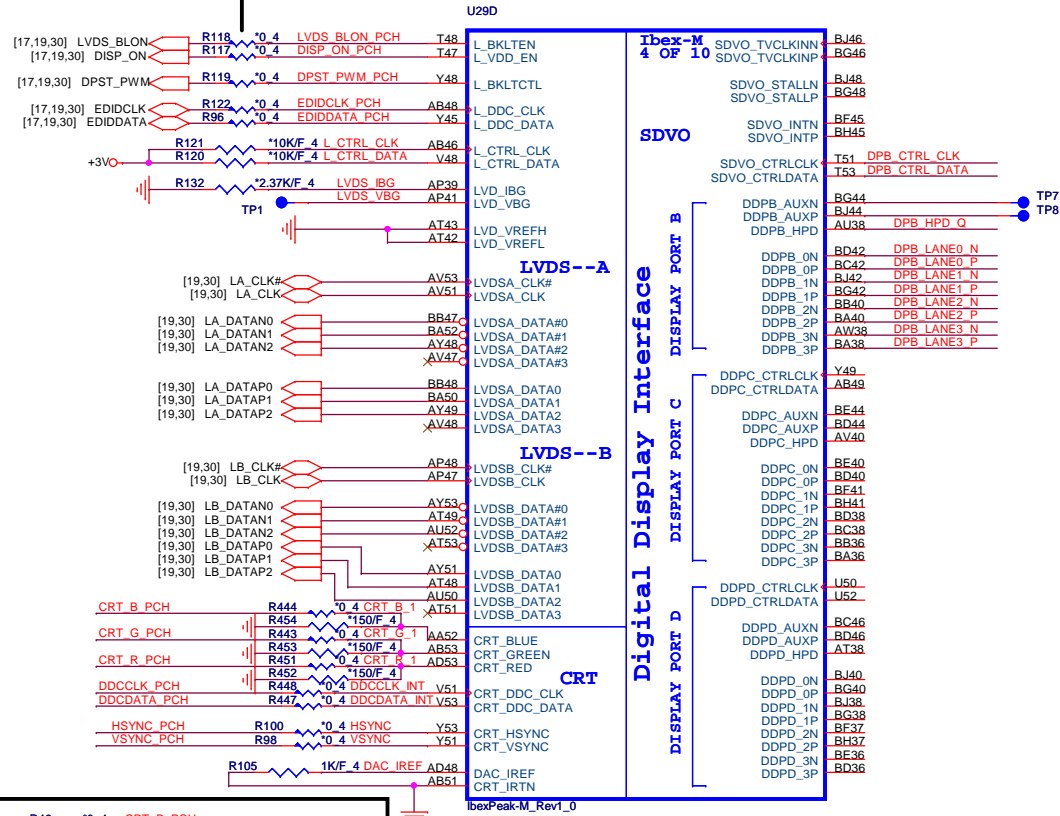 U29D
Ibex-M
4 OF 10
[17,19,30] LVDS_BLON R118 *0_4 LVDS_BLON_PCH T48 L_BKLTEN
[17,19,30] DISP_ON R117 *0_4 DISP_ON_PCH T47 L_VDD_EN
[17,19,30] DPST_PWM R119 *0_4 DPST_PWM_PCH Y48 L_BKLTCTL
[17,19,30] EDIDCLK R122 *0_4 EDIDCLK_PCH AB48 L_DDC_CLK
[17,19,30] EDIDDATA R96 *0_4 EDIDDATA_PCH Y45 L_DDC_DATA
R121 *10K/F_4 L_CTRL_CLK AB46 L_CTRL_CLK
+3V R120 *10K/F_4 L_CTRL_DATA V48 L_CTRL_DATA
R132 *2.37K/F_4 LVDS_IBG AP39 LVD_IBG
TP1 LVDS_VBG AP41 LVD_VBG
AT43 LVD_VREFH
AT42 LVD_VREFL
LVDS--A
[19,30] LA_CLK# AV53 LVDSA_CLK#
[19,30] LA_CLK AV51 LVDSA_CLK
[19,30] LA_DATAN0 BB47 LVDSA_DATA#0
[19,30] LA_DATAN1 BA52 LVDSA_DATA#1
[19,30] LA_DATAN2 AY48 LVDSA_DATA#2
AV47 LVDSA_DATA#3
[19,30] LA_DATAP0 BB48 LVDSA_DATA0
[19,30] LA_DATAP1 BA50 LVDSA_DATA1
[19,30] LA_DATAP2 AY49 LVDSA_DATA2
AV48 LVDSA_DATA3
LVDS--B
[19,30] LB_CLK# AP48 LVDSB_CLK#
[19,30] LB_CLK AP47 LVDSB_CLK
[19,30] LB_DATAN0 AY53 LVDSB_DATA#0
[19,30] LB_DATAN1 AT49 LVDSB_DATA#1
[19,30] LB_DATAN2 AU52 LVDSB_DATA#2
[19,30] LB_DATAP0 AT53 LVDSB_DATA#3
[19,30] LB_DATAP1 AY51 LVDSB_DATA0
[19,30] LB_DATAP2 AT48 LVDSB_DATA1
AU50 LVDSB_DATA2
AT51 LVDSB_DATA3
CRT_B_PCH R444 *0_4 CRT_B_1
R454 *150/F_4
CRT_G_PCH R443 *0_4 CRT_G_1 AA52 CRT_BLUE
R453 *150/F_4 AB53 CRT_GREEN
CRT_R_PCH R451 *0_4 CRT_R_1 AD53 CRT_RED
R452 *150/F_4
CRT
DDCCLK_PCH R448 *0_4 DDCCLK_INT V51 CRT_DDC_CLK
DDCDATA_PCH R447 *0_4 DDCDATA_INT V53 CRT_DDC_DATA
HSYNC_PCH R100 *0_4 HSYNC Y53 CRT_HSYNC
VSYNC_PCH R98 *0_4 VSYNC Y51 CRT_VSYNC
R105 1K/F_4 DAC_IREF AD48 DAC_IREF
AB51 CRT_IRTN
Digital Display Interface
SDVO_TVCLKINN BJ46
SDVO_TVCLKINP BG46
SDVO_STALLN BJ48
SDVO_STALLP BG48
SDVO
SDVO_INTN BF45
SDVO_INTP BH45
SDVO_CTRLCLK T51 DPB_CTRL_CLK
SDVO_CTRLDATA T53 DPB_CTRL_DATA
DISPLAY PORT B
DDPB_AUXN BG44 TP7
DDPB_AUXP BJ44 TP8
DDPB_HPD AU38 DPB_HPD_Q
DDPB_0N BD42 DPB_LANE0_N
DDPB_0P BC42 DPB_LANE0_P
DDPB_1N BJ42 DPB_LANE1_N
DDPB_1P BG42 DPB_LANE1_P
DDPB_2N BB40 DPB_LANE2_N
DDPB_2P BA40 DPB_LANE2_P
DDPB_3N AW38 DPB_LANE3_N
DDPB_3P BA38 DPB_LANE3_P
DISPLAY PORT C
DDPC_CTRLCLK Y49
DDPC_CTRLDATA AB49
DDPC_AUXN BE44
DDPC_AUXP BD44
DDPC_HPD AV40
DDPC_0N BE40
DDPC_0P BD40
DDPC_1N BF41
DDPC_1P BH41
DDPC_2N BD38
DDPC_2P BC38
DDPC_3N BB36
DDPC_3P BA36
DISPLAY PORT D
DDPD_CTRLCLK U50
DDPD_CTRLDATA U52
DDPD_AUXN BC46
DDPD_AUXP BD46
DDPD_HPD AT38
DDPD_0N BJ40
DDPD_0P BG40
DDPD_1N BJ38
DDPD_1P BG38
DDPD_2N BF37
DDPD_2P BH37
DDPD_3N BE36
DDPD_3P BD36
IbexPeak-M_Rev1_0